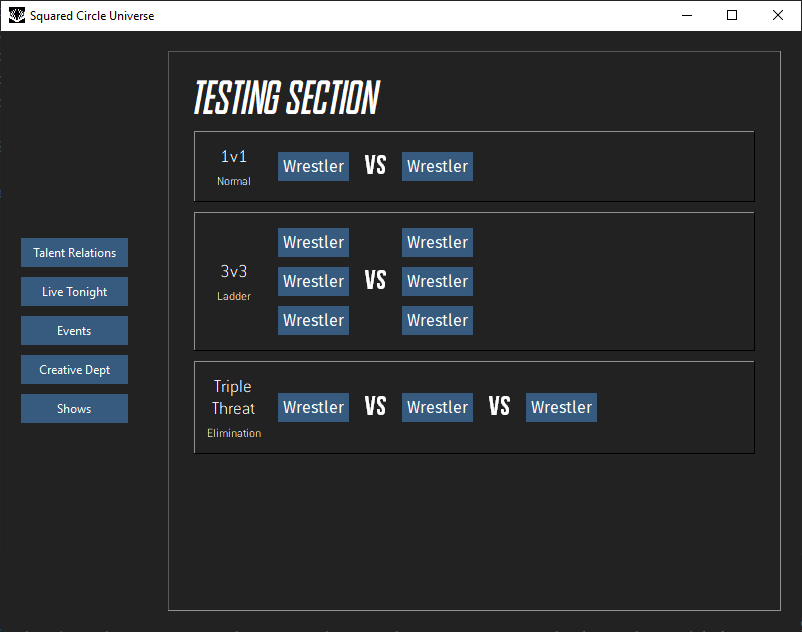 Squared Circle Universe
TESTING SECTION
1v1
Normal
Wrestler VS Wrestler
3v3
Ladder
Wrestler Wrestler
Wrestler VS Wrestler
Wrestler Wrestler
Triple
Threat
Elimination
Wrestler VS Wrestler VS Wrestler
Talent Relations
Live Tonight
Events
Creative Dept
Shows